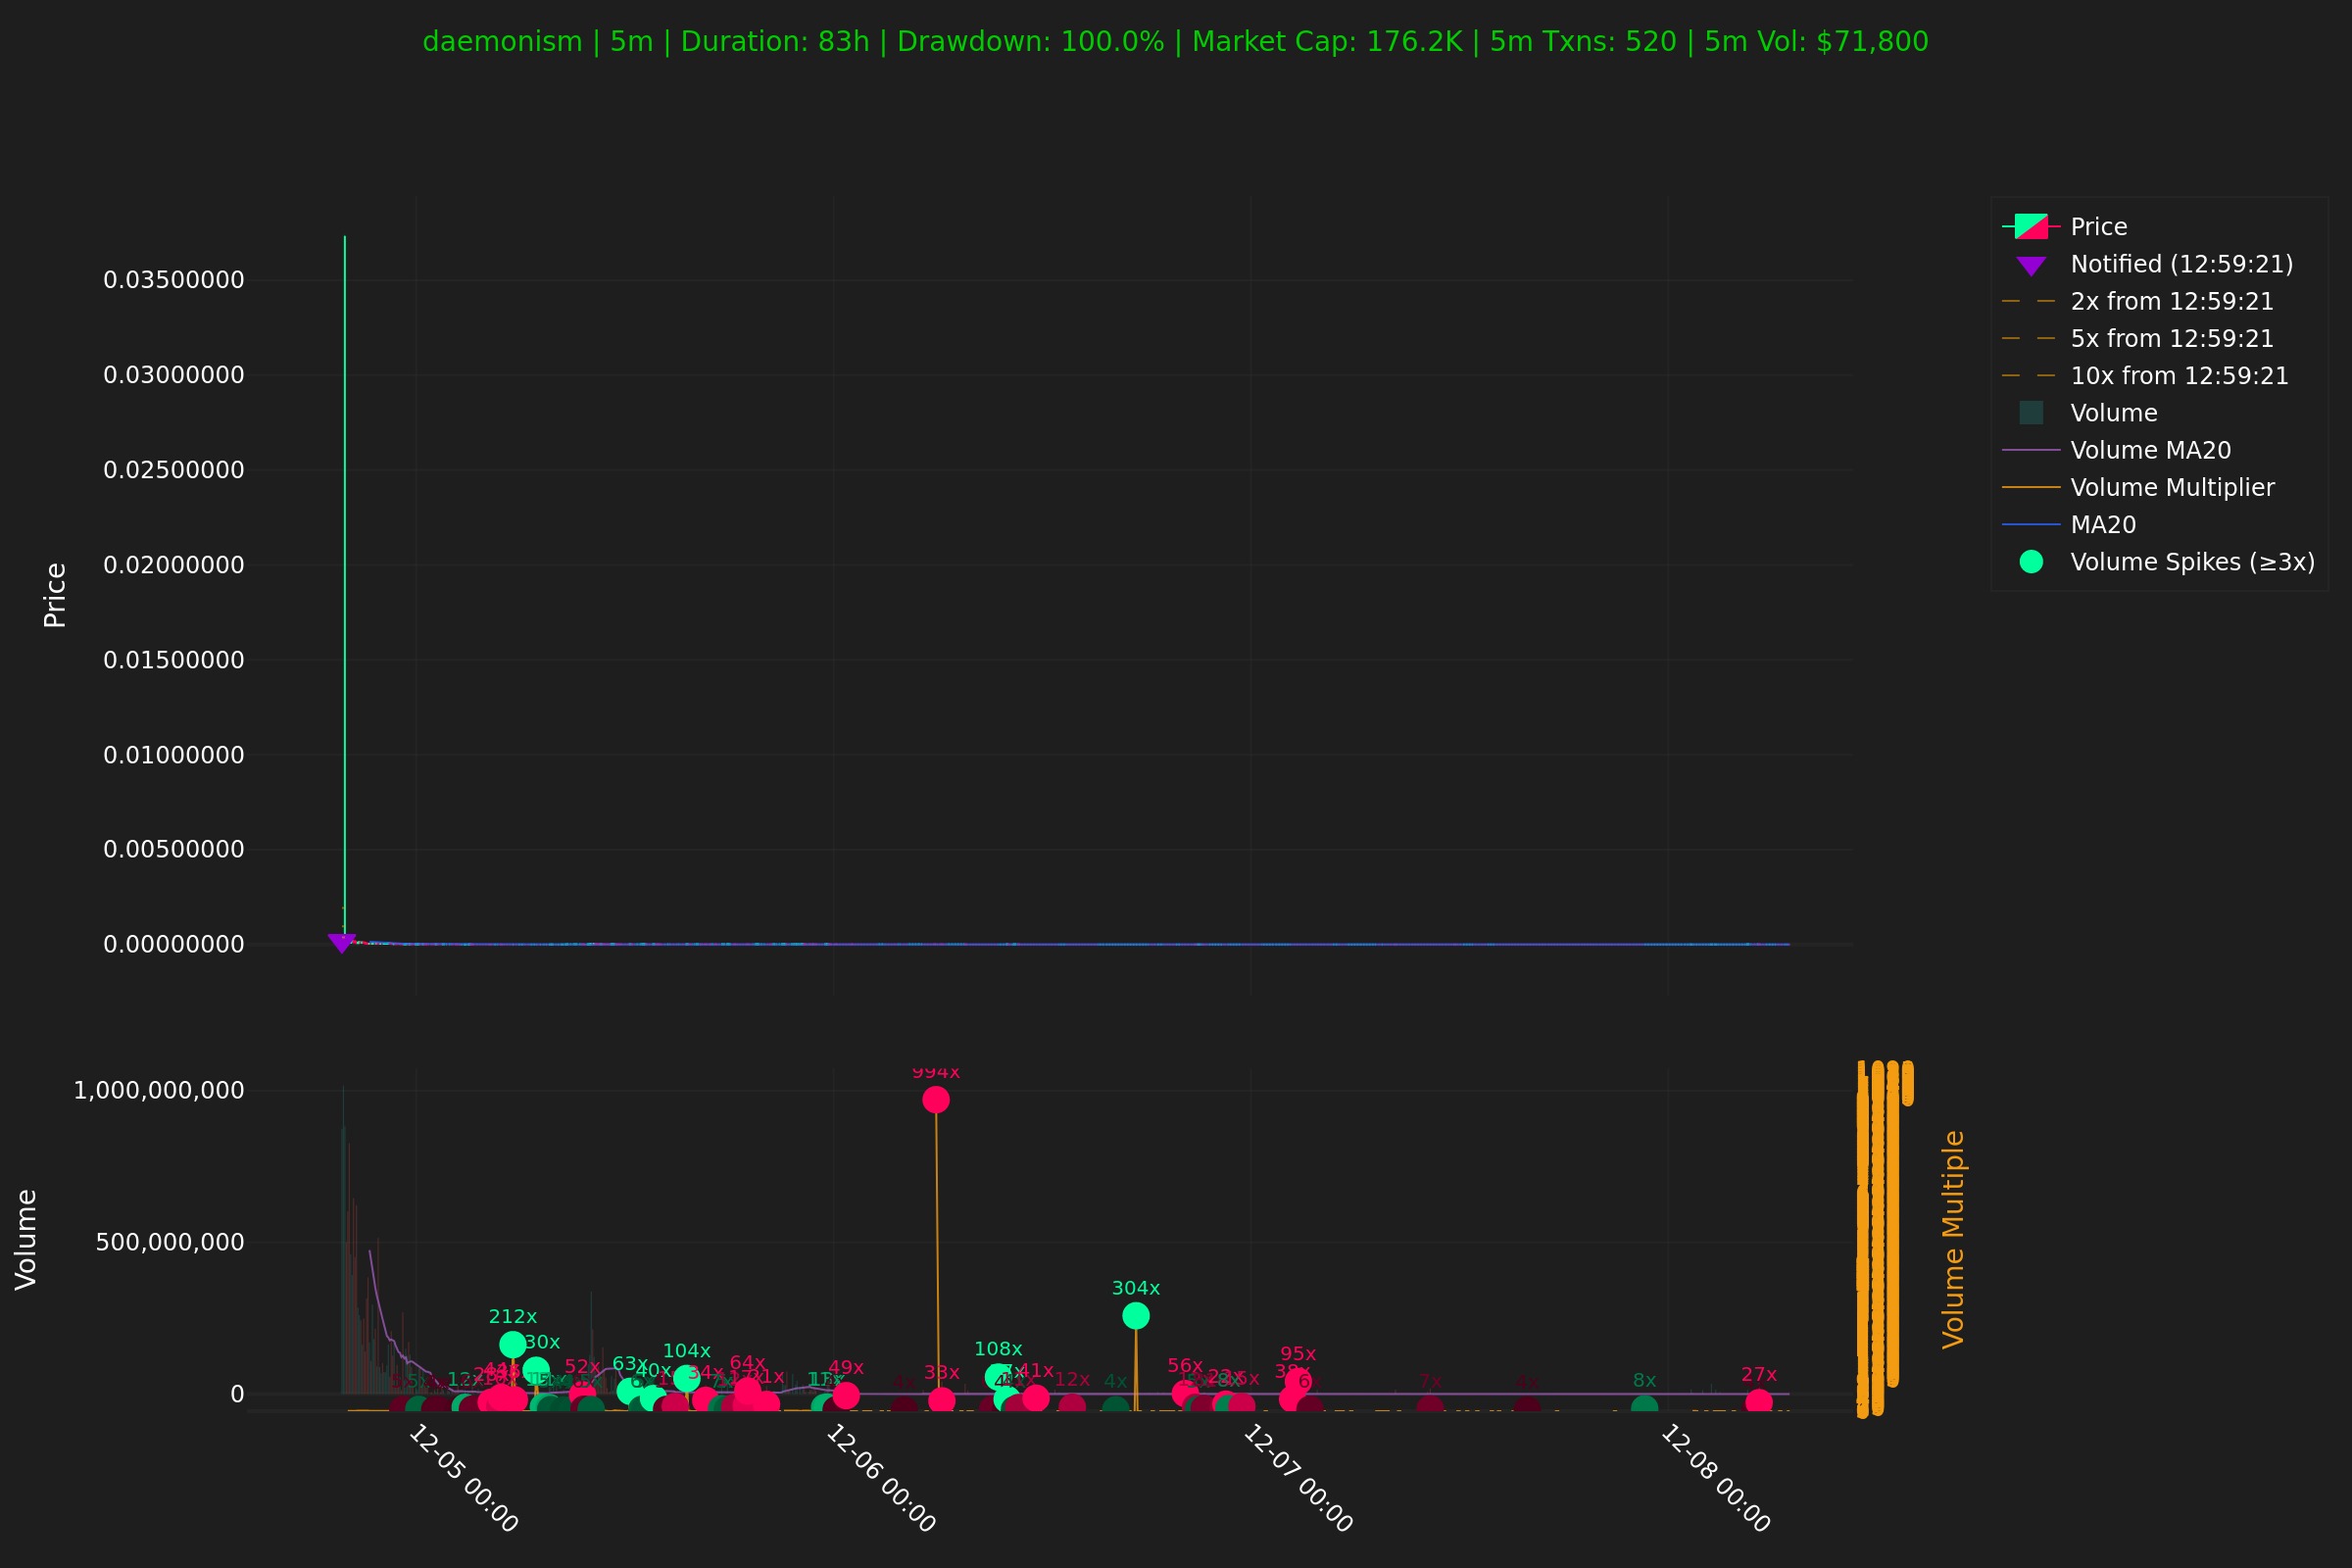 daemonism | 5m | Duration: 83h | Drawdown: 100.0% | Market Cap: 176.2K | 5m Txns: 520 | 5m Vol: $71,800
Price
0.03500000
0.03000000
0.02500000
0.02000000
0.01500000
0.01000000
0.00500000
0.00000000
Price
Notified (12:59:21)
2x from 12:59:21
5x from 12:59:21
10x from 12:59:21
Volume
Volume MA20
Volume Multiplier
MA20
Volume Spikes (≥3x)
Volume
1,000,000,000
500,000,000
0
994x
304x
212x
30x
52x
63x
40x
104x
34x
64x
21x
49x
33x
108x
41x
12x
4x
56x
95x
38x
7x
4x
8x
27x
Volume Multiple
12-05 00:00
12-06 00:00
12-07 00:00
12-08 00:00